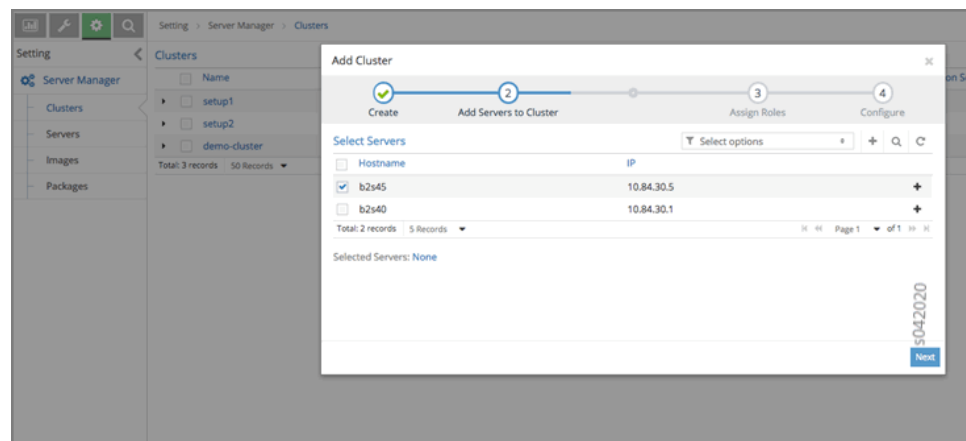 Setting > Server Manager > Clusters
Setting
Server Manager
Clusters
Servers
Images
Packages
Clusters
Name
on S
setup1
setup2
demo-cluster
Total: 3 records 50 Records
Add Cluster
2
3
4
Create
Add Servers to Cluster
Assign Roles
Configure
Select Servers
Select options
Hostname IP
b2s45 10.84.30.5
b2s40 10.84.30.1
Total: 2 records 5 Records
Page 1 of 1
Selected Servers: None
s042020
Next